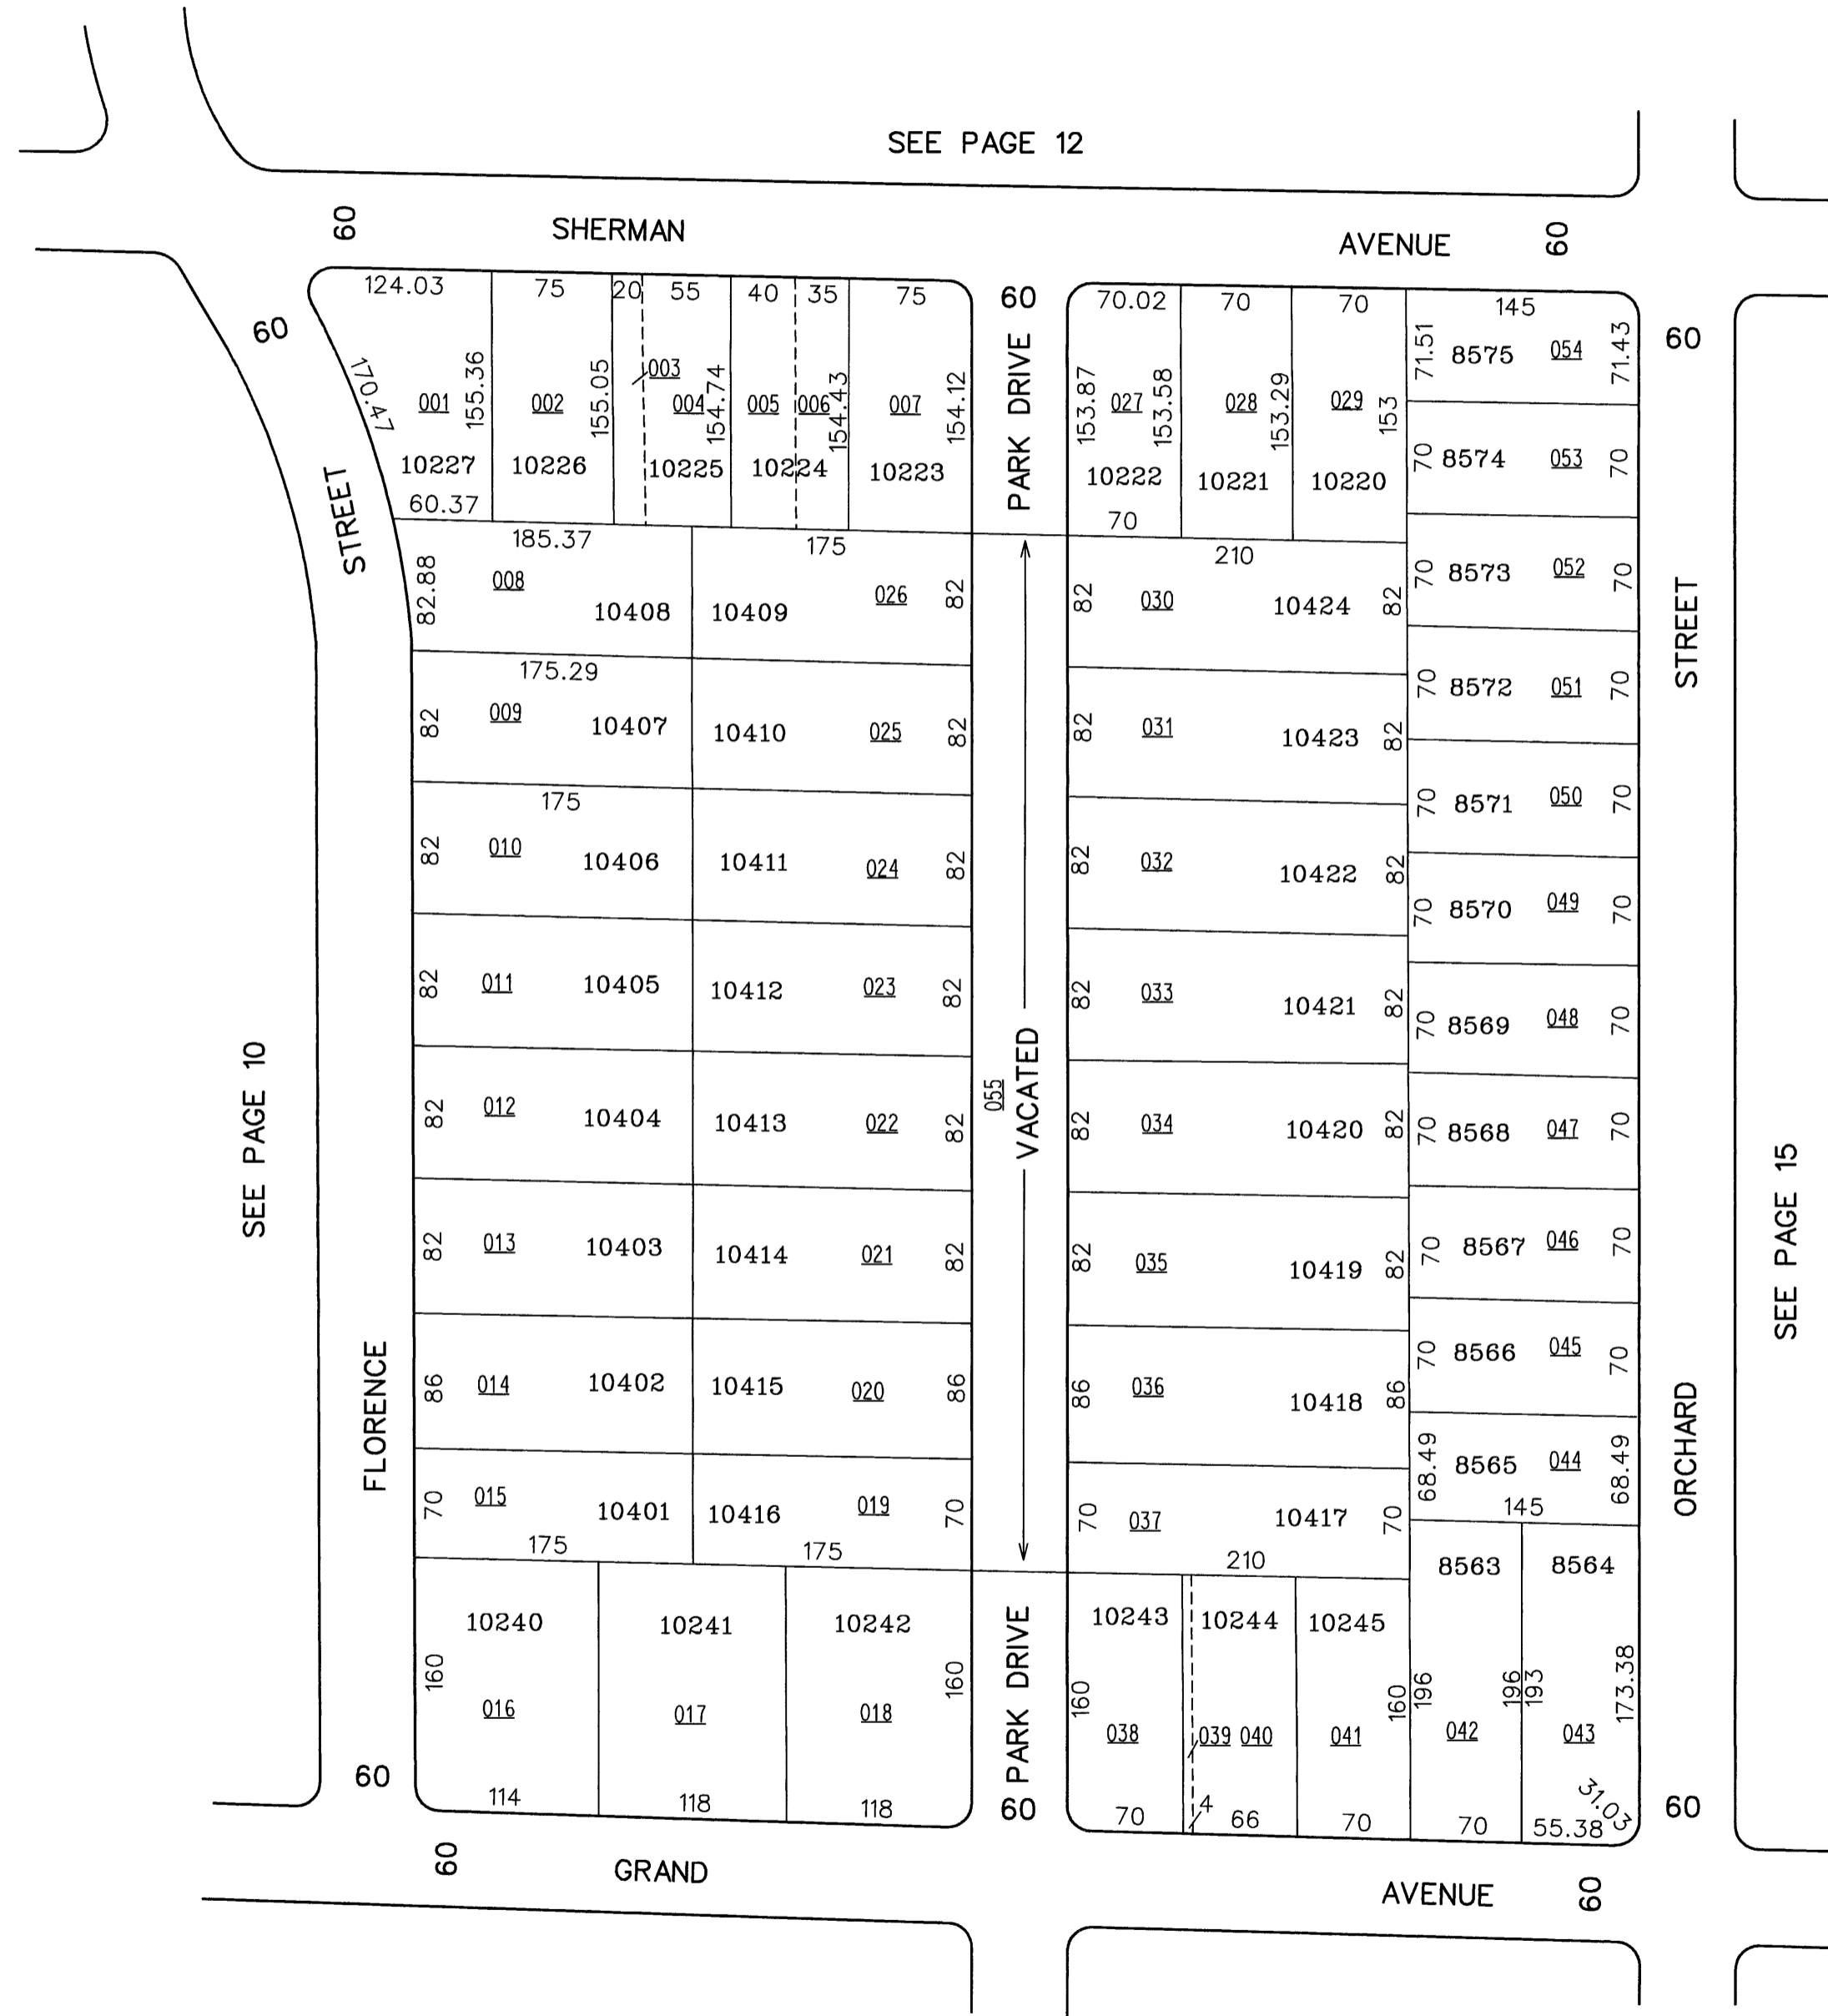 SEE PAGE 12
60 SHERMAN AVENUE 60
60
124.03 75 20 55 40 35 75
60
70.02 70 70 145
60
170.47 155.36 155.05 154.74 154.43 154.12
PARK DRIVE
153.87 153.58 153.29 153
71.51 8575 054 71.43
003
001 002 004 005 006 007
027 028 029
10227 10226 10225 10224 10223
10222 10221 10220
70 8574 053 70
60.37
70
STREET
185.37 175
210
82.88 008 10408 10409 026 82
82 030 10424 82
70 8573 052 70
STREET
175.29
82 009 10407 10410 025 82
82 031 10423 82
70 8572 051 70
175
82 010 10406 10411 024 82
82 032 10422 82
70 8571 050 70
70 8570 049 70
82 011 10405 10412 023 82
82 033 10421 82
70 8569 048 70
SEE PAGE 10
055
VACATED
82 012 10404 10413 022 82
82 034 10420 82
70 8568 047 70
SEE PAGE 15
82 013 10403 10414 021 82
82 035 10419 82
70 8567 046 70
FLORENCE
86 014 10402 10415 020 86
86 036 10418 86
70 8566 045 70
ORCHARD
68.49 8565 044 68.49
145
70 015 10401 10416 019 70
70 037 10417 70
175 175
210
8563 8564
10240 10241 10242
10243 10244 10245
160 160
PARK DRIVE
160 160
196 196 193 173.38
016 017 018
038 039 040 041 042 043
31.03
60
114 118 118
60
70 4 66 70 70 55.38
60
60 GRAND AVENUE 60